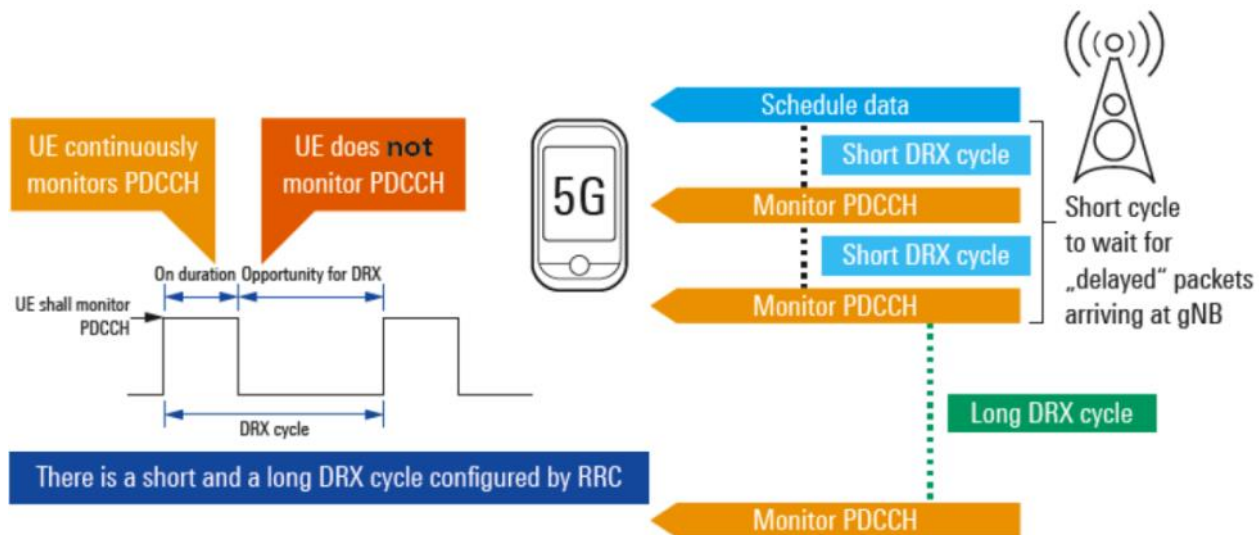 UE continuously
monitors PDCCH
UE does not
monitor PDCCH
On duration
Opportunity for DRX
UE shall monitor
PDCCH
DRX cycle
There is a short and a long DRX cycle configured by RRC
5G
Schedule data
Short DRX cycle
Monitor PDCCH
Short DRX cycle
Monitor PDCCH
Short cycle
to wait for
„delayed“ packets
arriving at gNB
Long DRX cycle
Monitor PDCCH